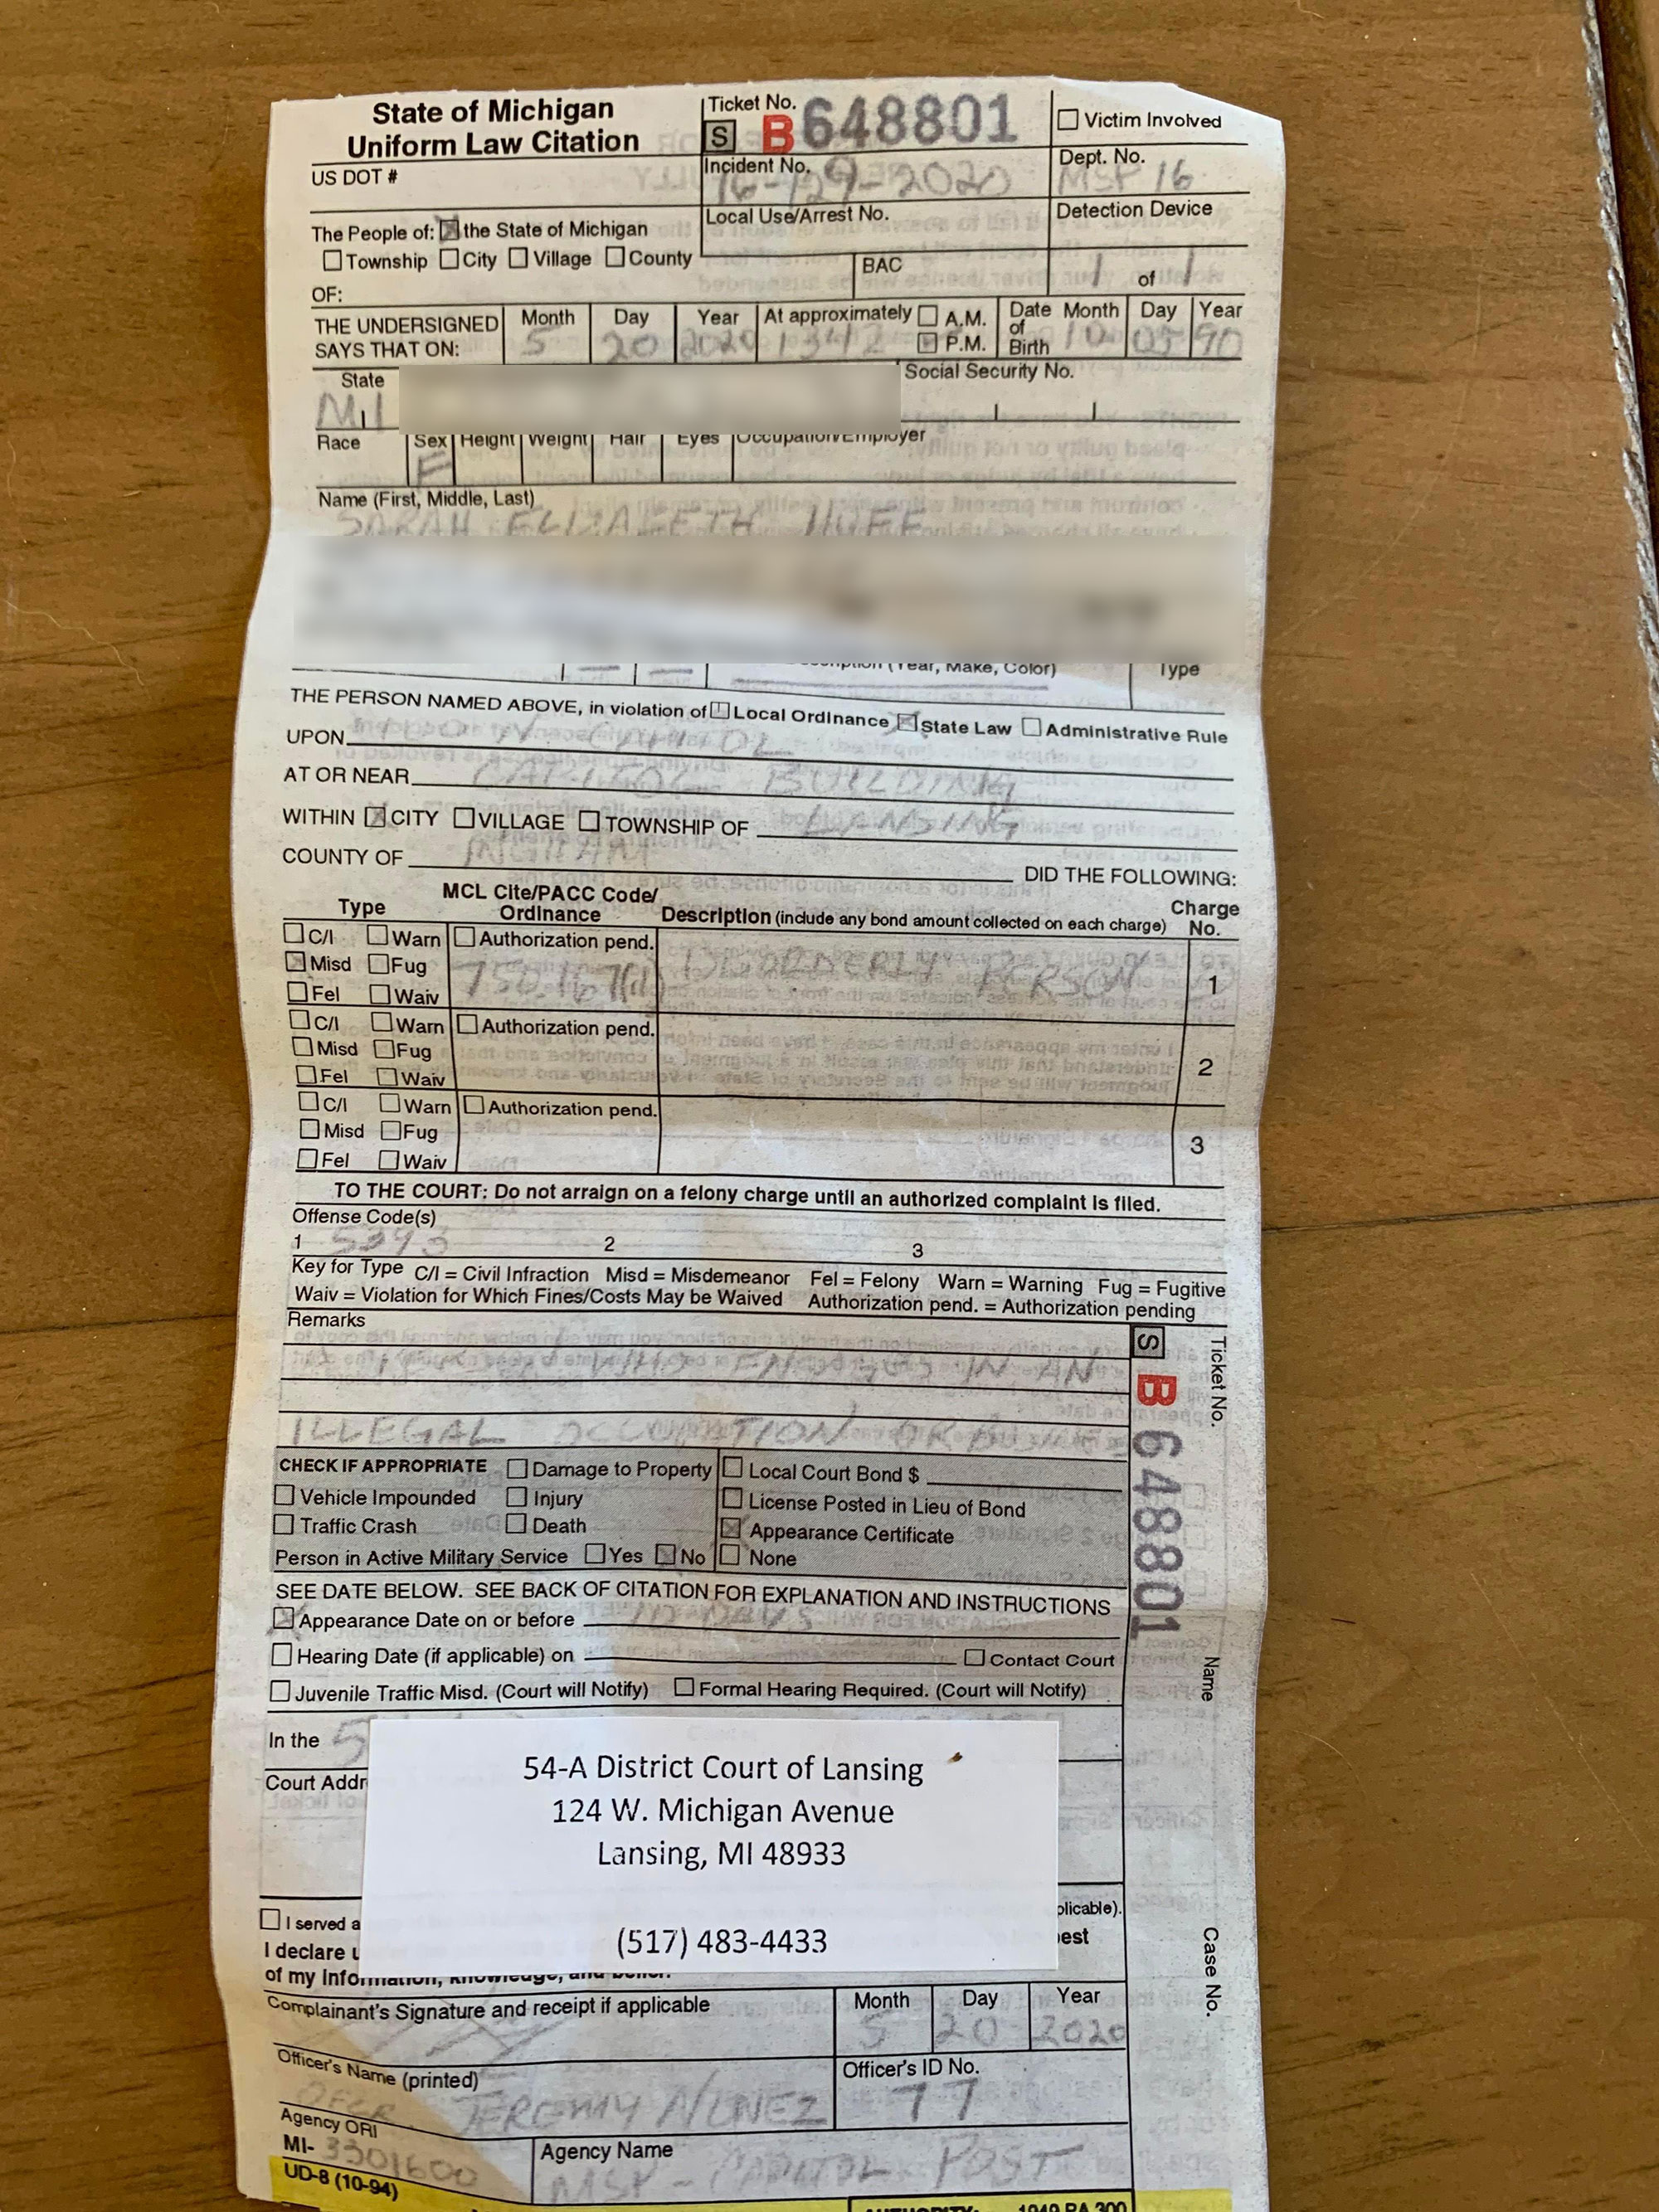 State of Michigan
Uniform Law Citation
Ticket No.
S B 648801
Victim Involved
US DOT #
Incident No. 16-129-2020
Dept. No. MSP 16
The People of: the State of Michigan
Local Use/Arrest No.
Detection Device
Township City Village County
BAC
1 of 1
OF:
THE UNDERSIGNED SAYS THAT ON:
Month 5 Day 20 Year 2020 At approximately 1342 A.M. P.M.
Date of Birth Month 10 Day 05 Year 90
State MI
Social Security No.
Race Sex F Height Weight Hair Eyes Occupation/Employer
Name (First, Middle, Last)
SARAH ELIZABETH HUFF
(Year, Make, Color) Type
THE PERSON NAMED ABOVE, in violation of Local Ordinance State Law Administrative Rule
UPON N. CAPITOL
AT OR NEAR CAPITOL BUILDING
WITHIN CITY VILLAGE TOWNSHIP OF LANSING
COUNTY OF INGHAM DID THE FOLLOWING:
Type MCL Cite/PACC Code/ Ordinance Description (include any bond amount collected on each charge) Charge No.
C/I Warn Authorization pend.
Misd Fug 750.167(d) DISORDERLY PERSON 1
Fel Waiv
C/I Warn Authorization pend.
Misd Fug 2
Fel Waiv
C/I Warn Authorization pend.
Misd Fug 3
Fel Waiv
TO THE COURT: Do not arraign on a felony charge until an authorized complaint is filed.
Offense Code(s)
1 5393 2 3
Key for Type C/I = Civil Infraction Misd = Misdemeanor Fel = Felony Warn = Warning Fug = Fugitive
Waiv = Violation for Which Fines/Costs May be Waived Authorization pend. = Authorization pending
Remarks
WHO ENGAGES IN AN
ILLEGAL OCCUPATION OR BUSINESS
S B 648801
Ticket No.
Name
Case No.
CHECK IF APPROPRIATE Damage to Property Local Court Bond $
Vehicle Impounded Injury License Posted in Lieu of Bond
Traffic Crash Death Appearance Certificate
Person in Active Military Service Yes No None
SEE DATE BELOW. SEE BACK OF CITATION FOR EXPLANATION AND INSTRUCTIONS
Appearance Date on or before DAYS
Hearing Date (if applicable) on Contact Court
Juvenile Traffic Misd. (Court will Notify) Formal Hearing Required. (Court will Notify)
In the 5
Court Addr
54-A District Court of Lansing
124 W. Michigan Avenue
Lansing, MI 48933
(517) 483-4433
I served a plicable).
I declare u est
of my information, knowledge, and belief.
Complainant's Signature and receipt if applicable
Month 5 Day 20 Year 2020
Officer's Name (printed) OFCR. JEREMY NUNEZ
Officer's ID No. 77
Agency ORI
MI- 3301600
Agency Name MSP - CAPITOL POST
UD-8 (10-94)
AUTHORITY: 1949 PA 300